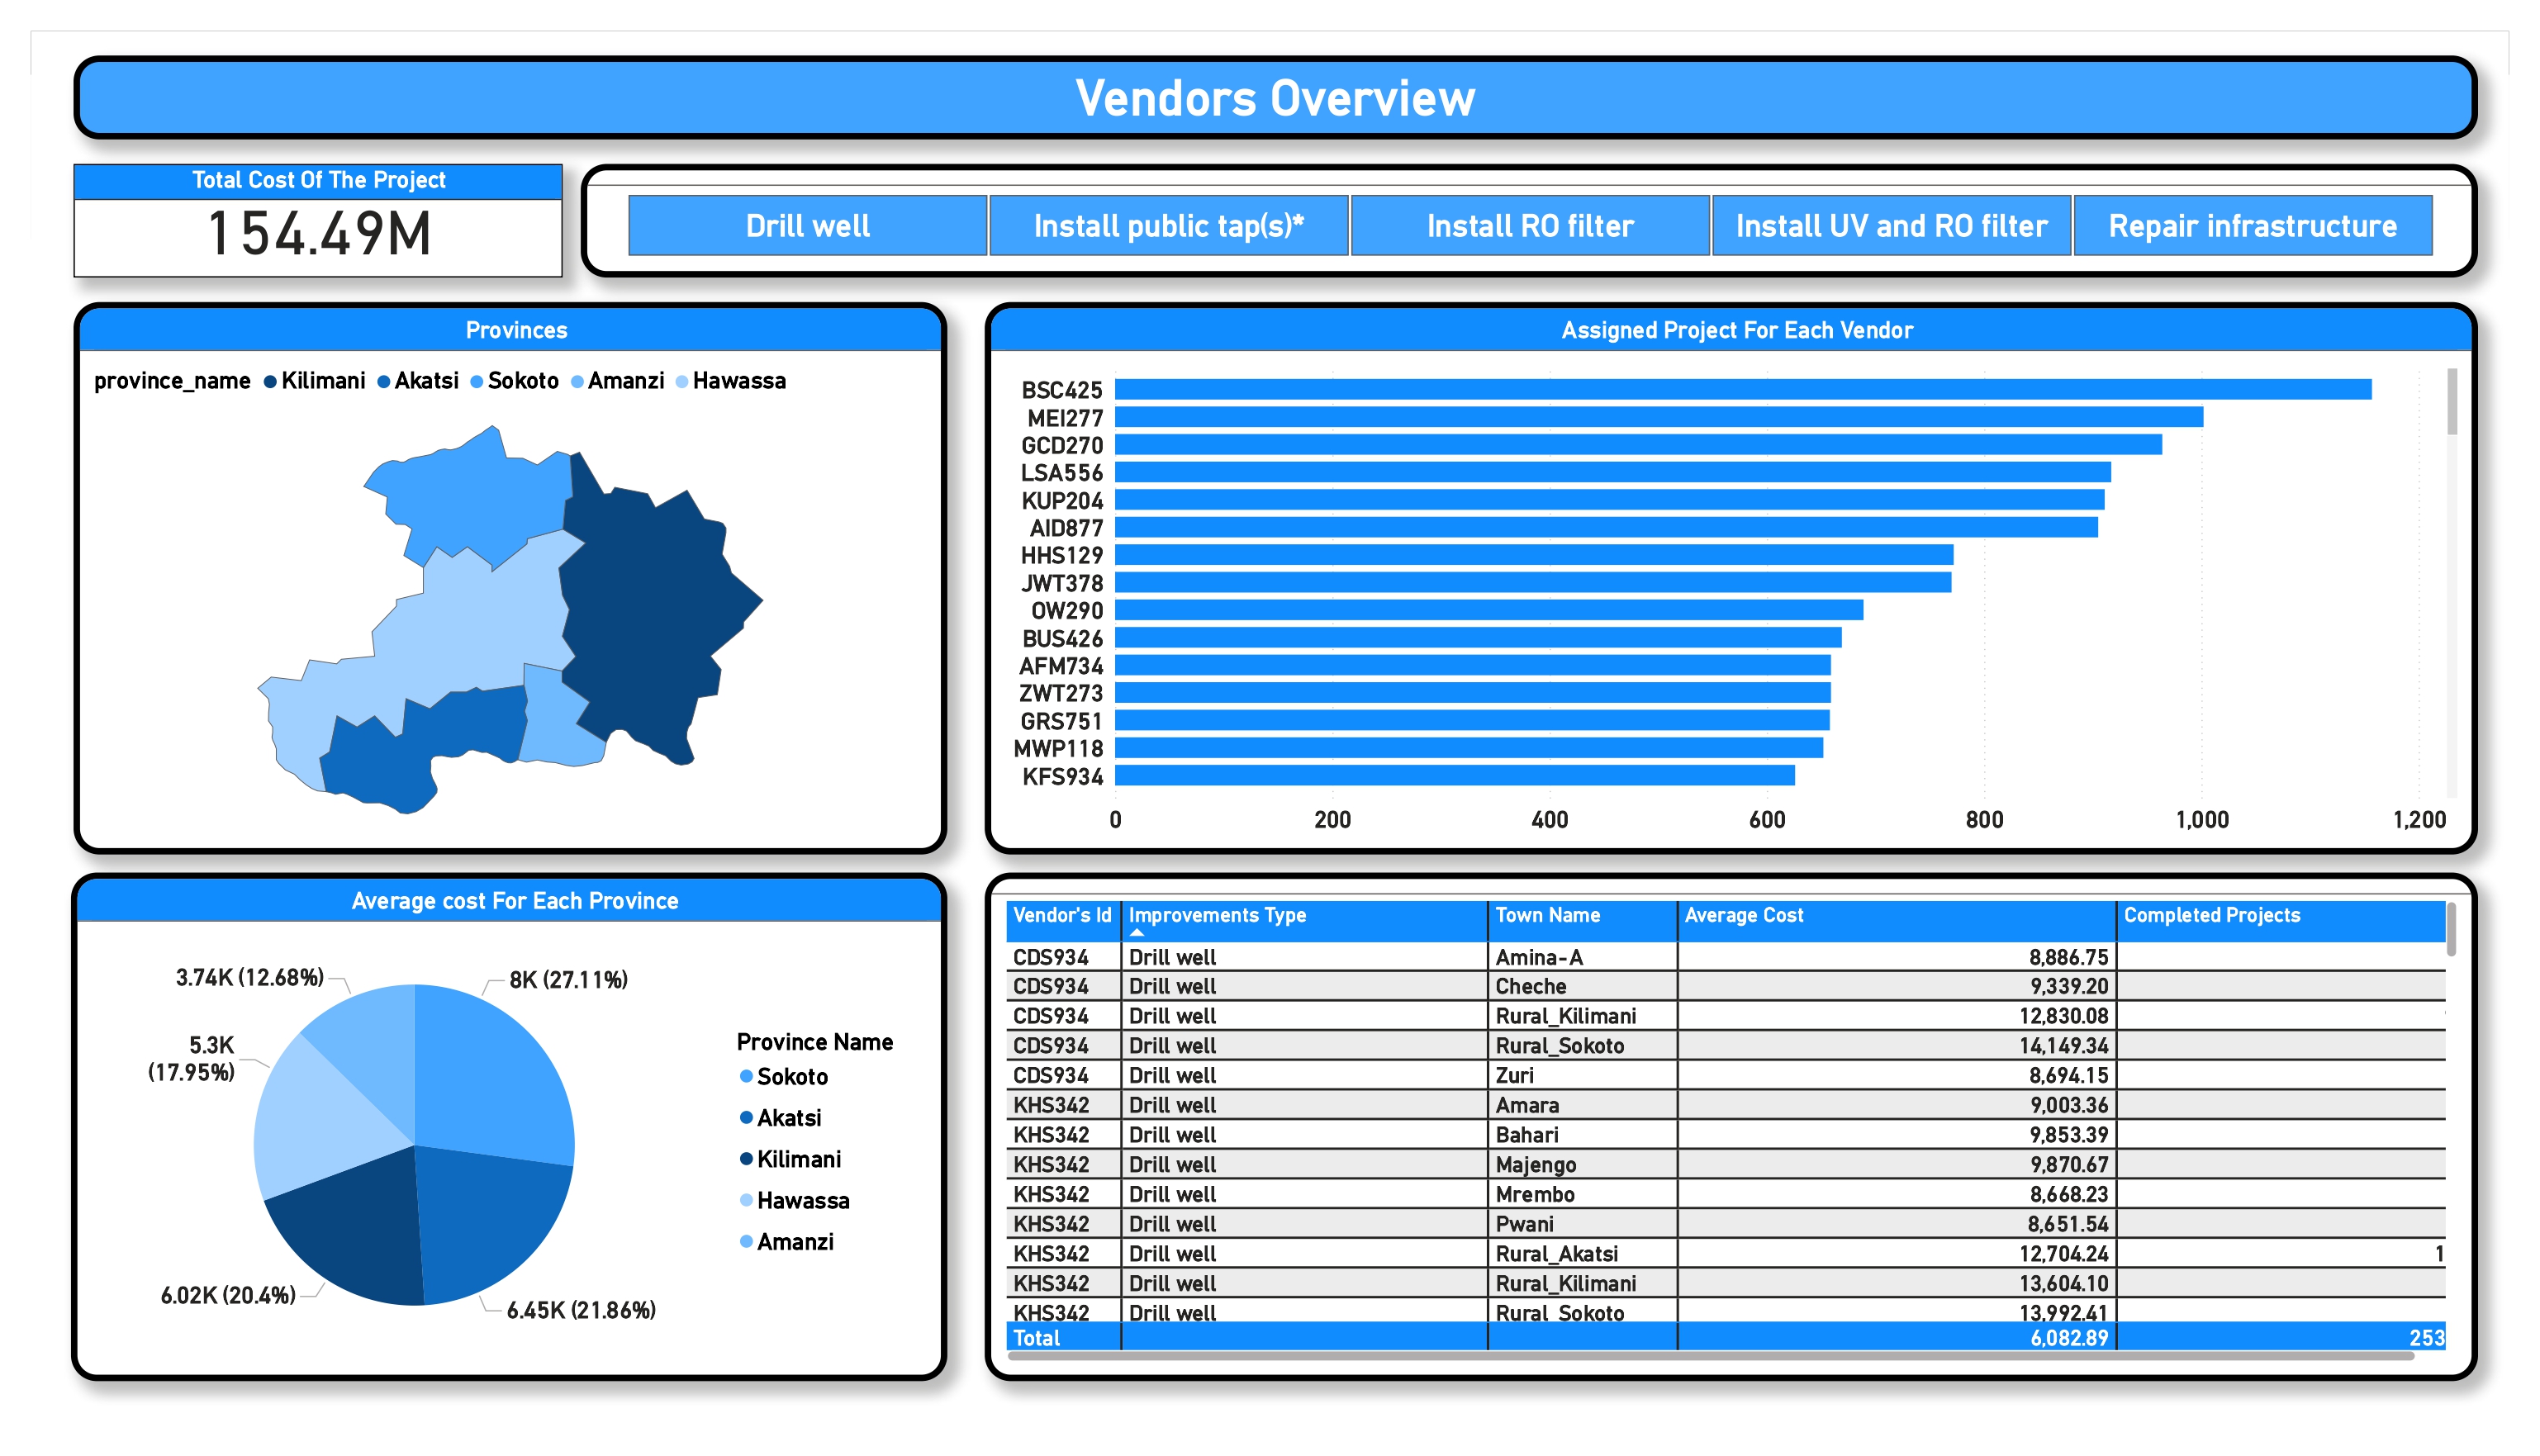 Vendors Overview
Total Cost Of The Project
154.49M
Drill well
Install public tap(s)*
Install RO filter
Install UV and RO filter
Repair infrastructure
Provinces
province_name Kilimani Akatsi Sokoto Amanzi Hawassa
Assigned Project For Each Vendor
BSC425
MEI277
GCD270
LSA556
KUP204
AID877
HHS129
JWT378
OW290
BUS426
AFM734
ZWT273
GRS751
MWP118
KFS934
0 200 400 600 800 1,000 1,200
Average cost For Each Province
3.74K (12.68%)
8K (27.11%)
5.3K
(17.95%)
6.02K (20.4%)
6.45K (21.86%)
Province Name
Sokoto
Akatsi
Kilimani
Hawassa
Amanzi
Vendor's Id Improvements Type Town Name Average Cost Completed Projects
CDS934 Drill well Amina-A 8,886.75
CDS934 Drill well Cheche 9,339.20
CDS934 Drill well Rural_Kilimani 12,830.08
CDS934 Drill well Rural_Sokoto 14,149.34
CDS934 Drill well Zuri 8,694.15
KHS342 Drill well Amara 9,003.36
KHS342 Drill well Bahari 9,853.39
KHS342 Drill well Majengo 9,870.67
KHS342 Drill well Mrembo 8,668.23
KHS342 Drill well Pwani 8,651.54
KHS342 Drill well Rural_Akatsi 12,704.24 1
KHS342 Drill well Rural_Kilimani 13,604.10
KHS342 Drill well Rural_Sokoto 13,992.41
Total 6,082.89 253